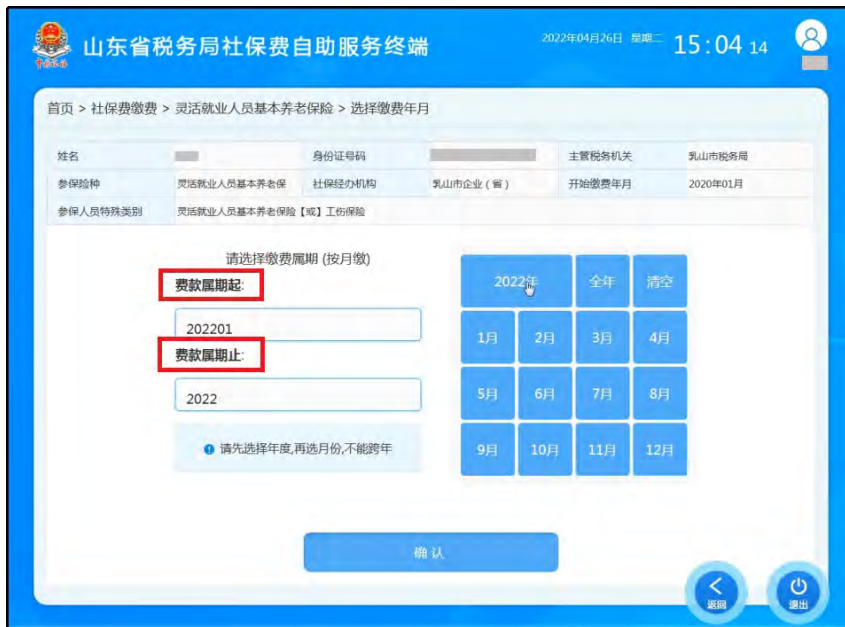 山东省税务局社保费自助服务终端
2022年04月26日 星期二 15:04 14
中国税务
首页 > 社保费缴费 > 灵活就业人员基本养老保险 > 选择缴费年月
姓名 身份证号码 主管税务机关 乳山市税务局
参保险种 灵活就业人员基本养老保 社保经办机构 乳山市企业（省） 开始缴费年月 2020年01月
参保人员特殊类别 灵活就业人员基本养老保险【或】工伤保险
请选择缴费属期 (按月缴)
费款属期起:
202201
费款属期止:
2022
请先选择年度,再选月份,不能跨年
2022年 全年 清空
1月 2月 3月 4月
5月 6月 7月 8月
9月 10月 11月 12月
确认
返回 退出